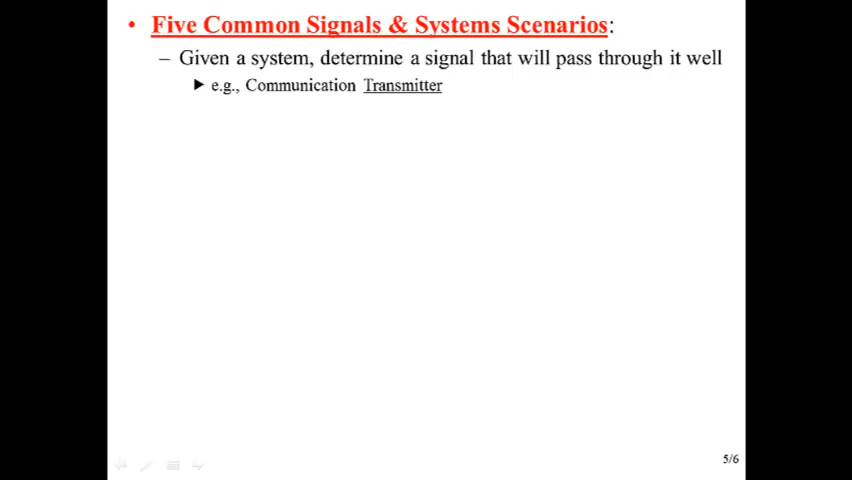 • Five Common Signals & Systems Scenarios:
– Given a system, determine a signal that will pass through it well
► e.g., Communication Transmitter
5/6